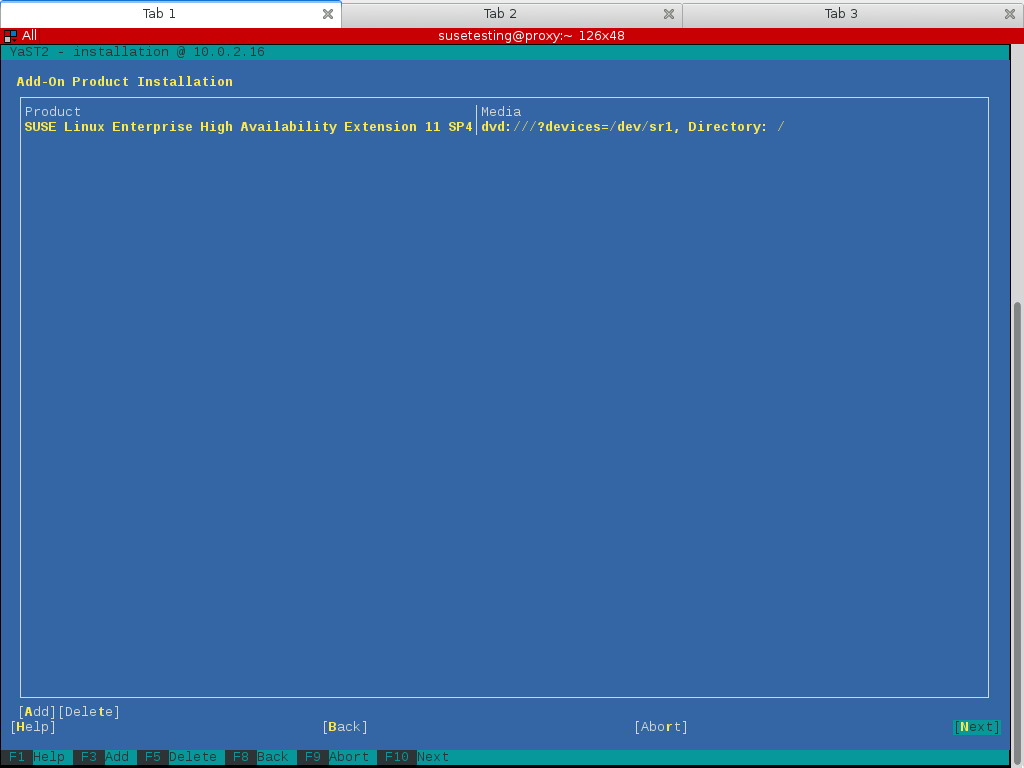 Tab 1 Tab 2 Tab 3
All susetesting@proxy:~ 126x48
YaST2 - installation @ 10.0.2.16
Add-On Product Installation
Product Media
SUSE Linux Enterprise High Availability Extension 11 SP4 dvd:///?devices=/dev/sr1, Directory: /
[Add][Delete]
[Help] [Back] [Abort] [Next]
F1 Help F3 Add F5 Delete F8 Back F9 Abort F10 Next